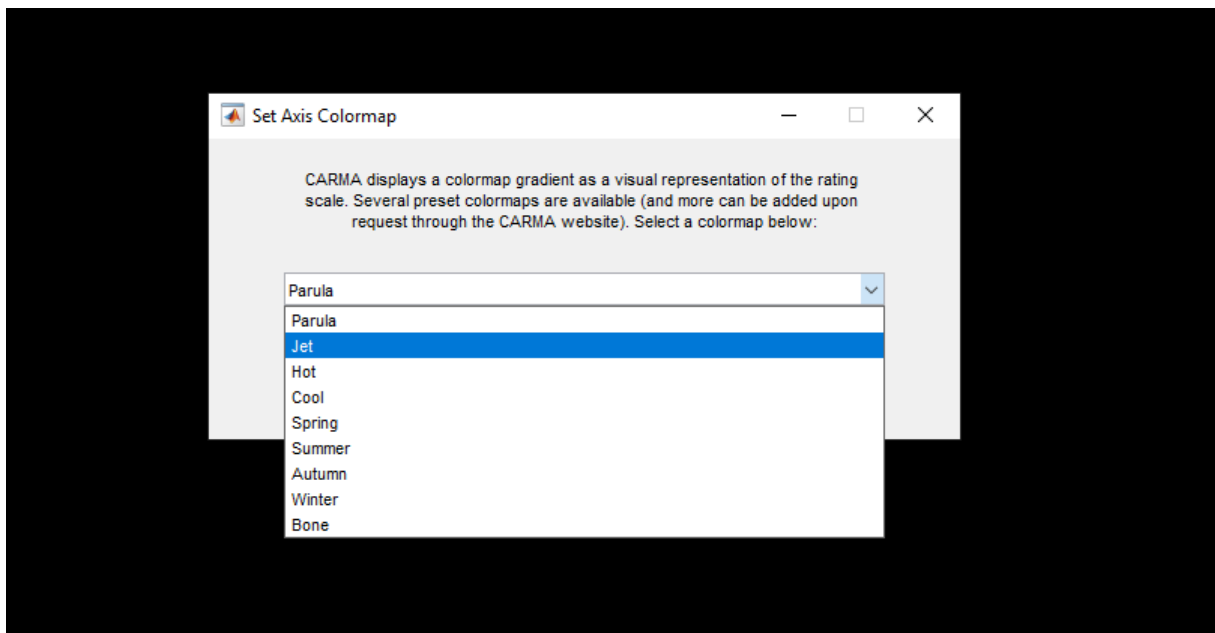 Set Axis Colormap
CARMA displays a colormap gradient as a visual representation of the rating
scale. Several preset colormaps are available (and more can be added upon
request through the CARMA website). Select a colormap below:
Parula
Parula
Jet
Hot
Cool
Spring
Summer
Autumn
Winter
Bone